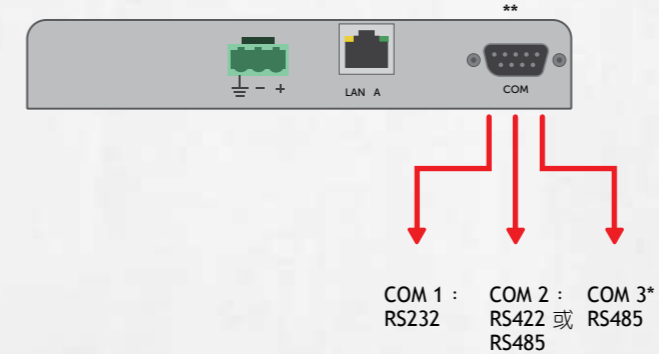 **
⏚ - +
LAN A
COM
COM 1：
RS232
COM 2：
RS422 或
RS485
COM 3*
RS485